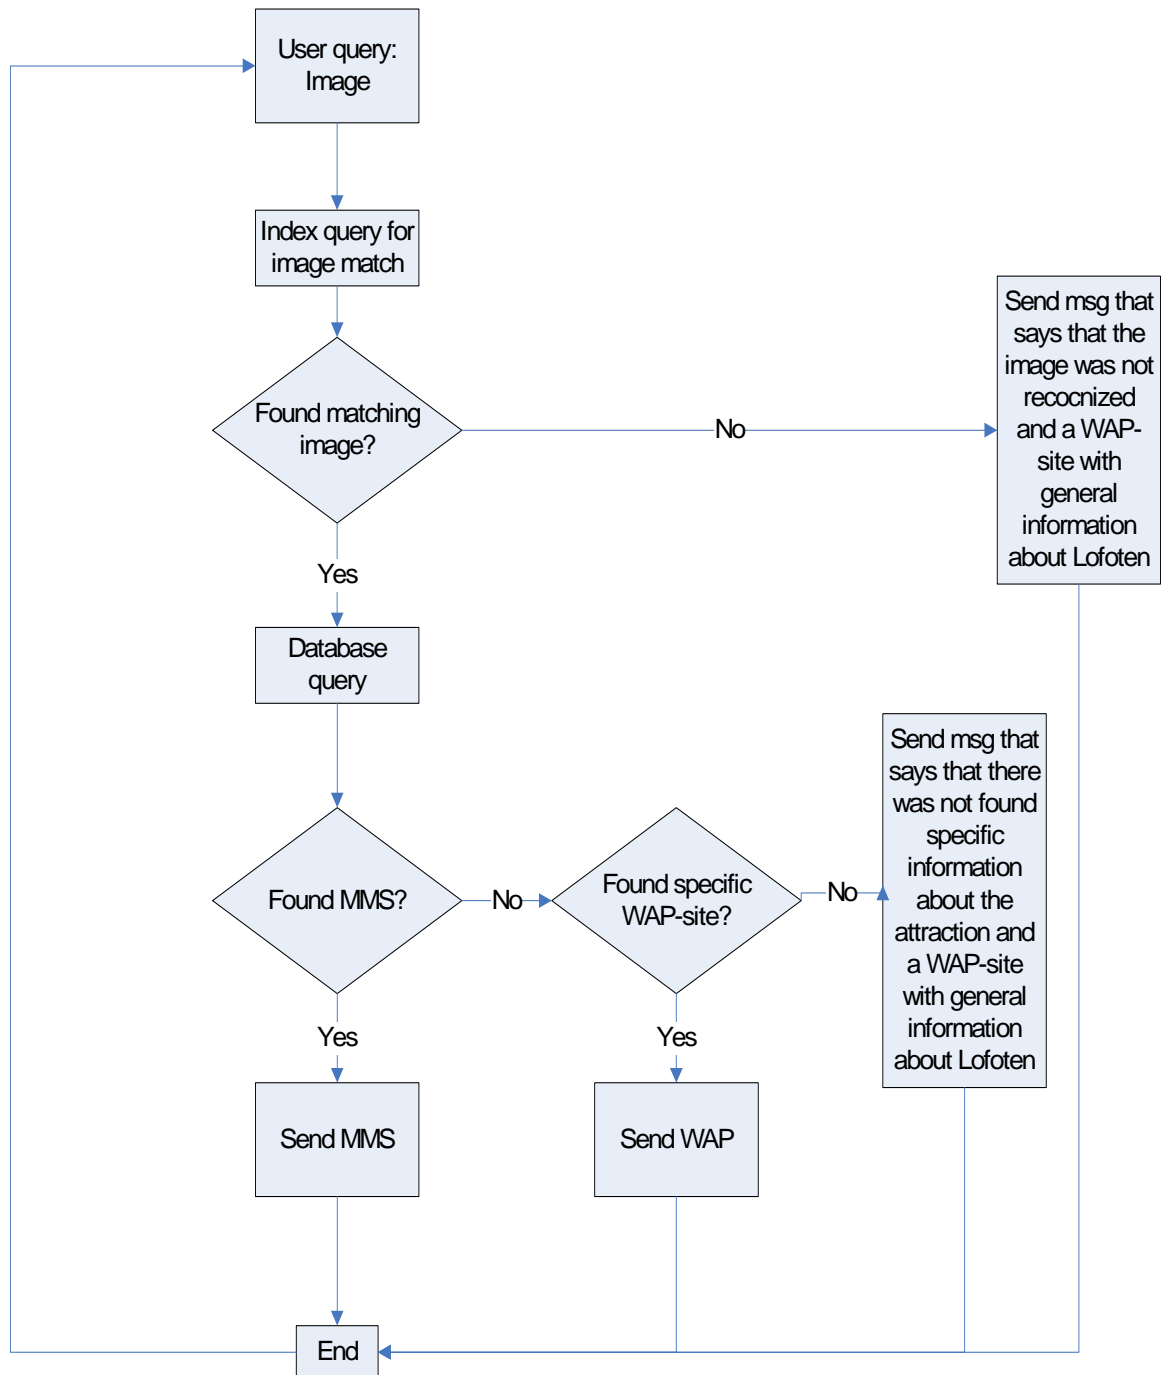 User query:
Image
Index query for
image match
Found matching
image?
No
Send msg that
says that the
image was not
recocnized
and a WAP-
site with
general
information
about Lofoten
Yes
Database
query
Found MMS?
No
Found specific
WAP-site?
No
Send msg that
says that there
was not found
specific
information
about the
attraction and
a WAP-site
with general
information
about Lofoten
Yes
Yes
Send MMS
Send WAP
End